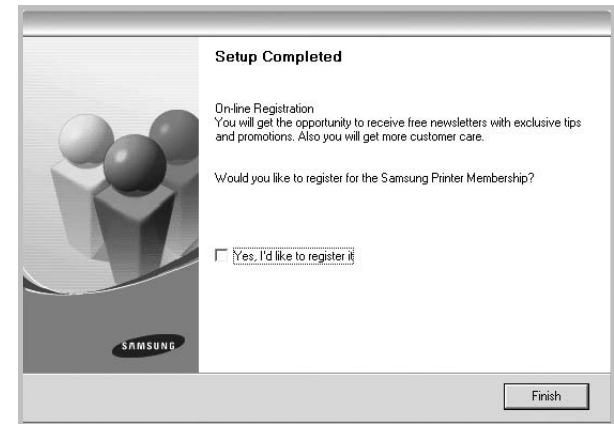 Setup Completed
On-line Registration
You will get the opportunity to receive free newsletters with exclusive tips
and promotions. Also you will get more customer care.
Would you like to register for the Samsung Printer Membership?
Yes, I'd like to register it
SAMSUNG
Finish